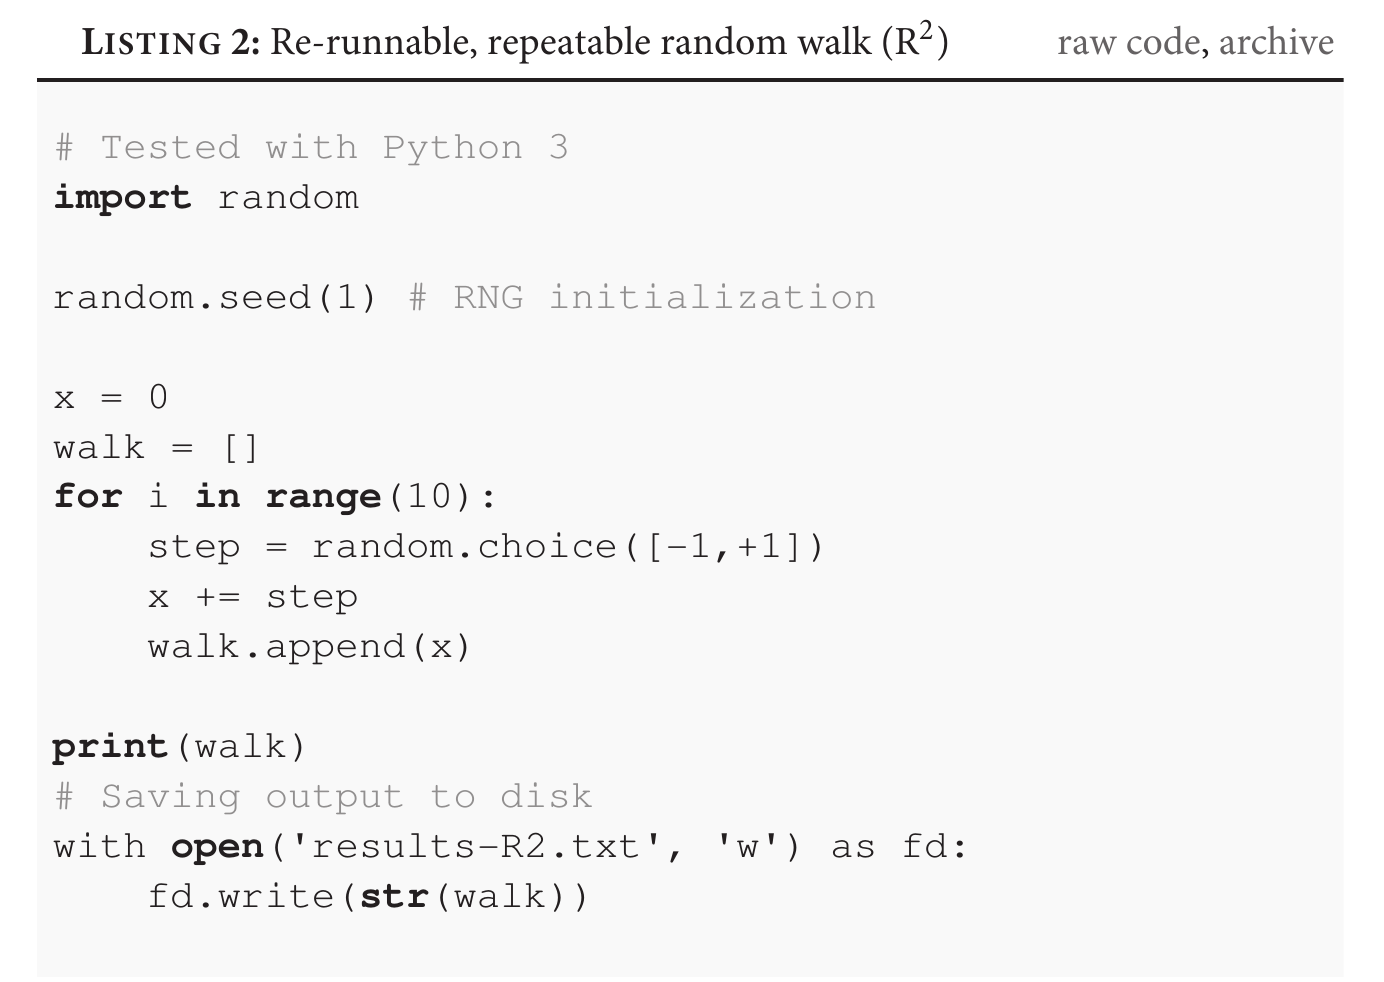 LISTING 2: Re-runnable, repeatable random walk (R²) raw code, archive
# Tested with Python 3
import random
random.seed(1) # RNG initialization
x = 0
walk = []
for i in range(10):
    step = random.choice([-1,+1])
    x += step
    walk.append(x)
print(walk)
# Saving output to disk
with open('results-R2.txt', 'w') as fd:
    fd.write(str(walk))